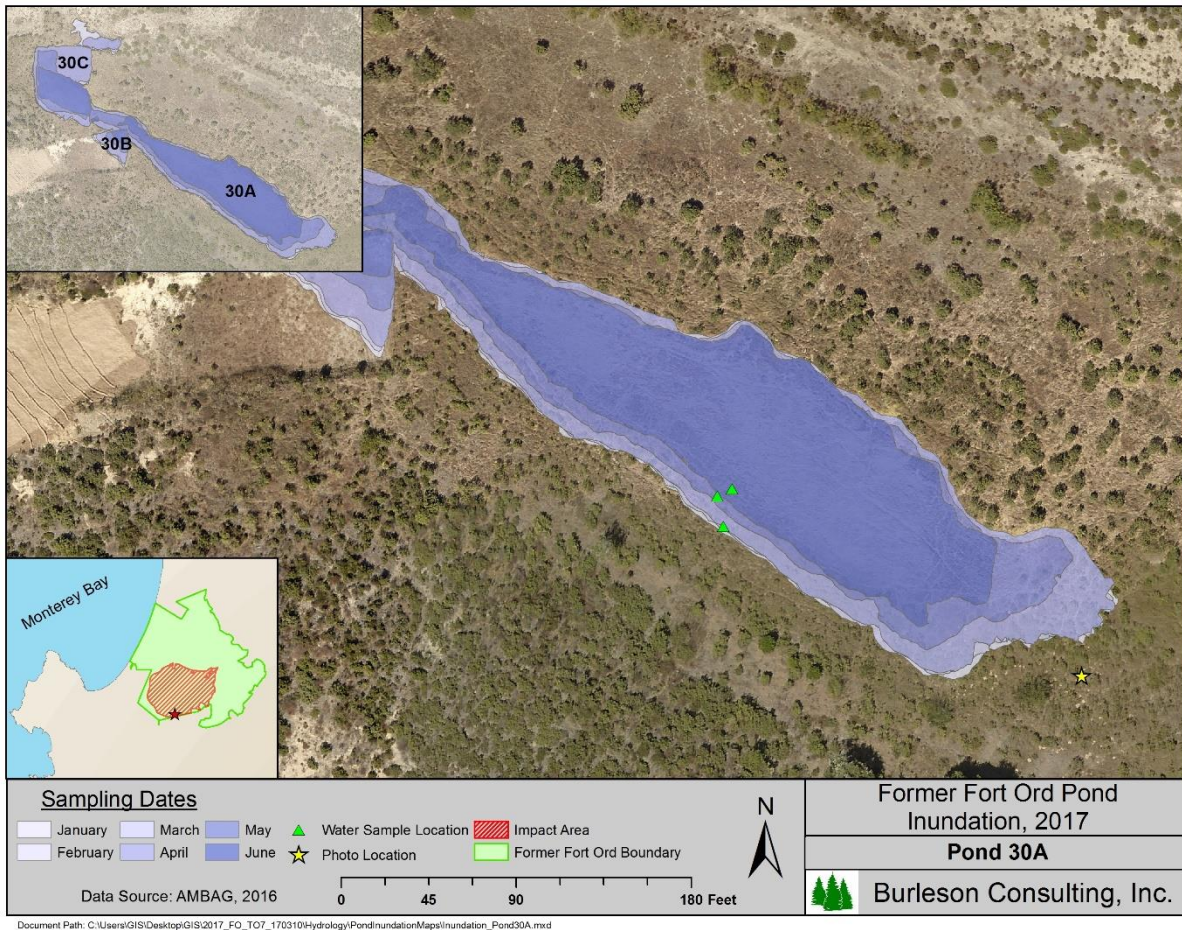 30C
30B
30A
Monterey Bay
Sampling Dates
January
March
May
Water Sample Location
Impact Area
February
April
June
Photo Location
Former Fort Ord Boundary
Data Source: AMBAG, 2016
0 45 90 180 Feet
N
Former Fort Ord Pond
Inundation, 2017
Pond 30A
Burleson Consulting, Inc.
Document Path: C:\Users\GIS\Desktop\GIS\2017_FO_TO7_170310\Hydrology\PondInundationMaps\Inundation_Pond30A.mxd